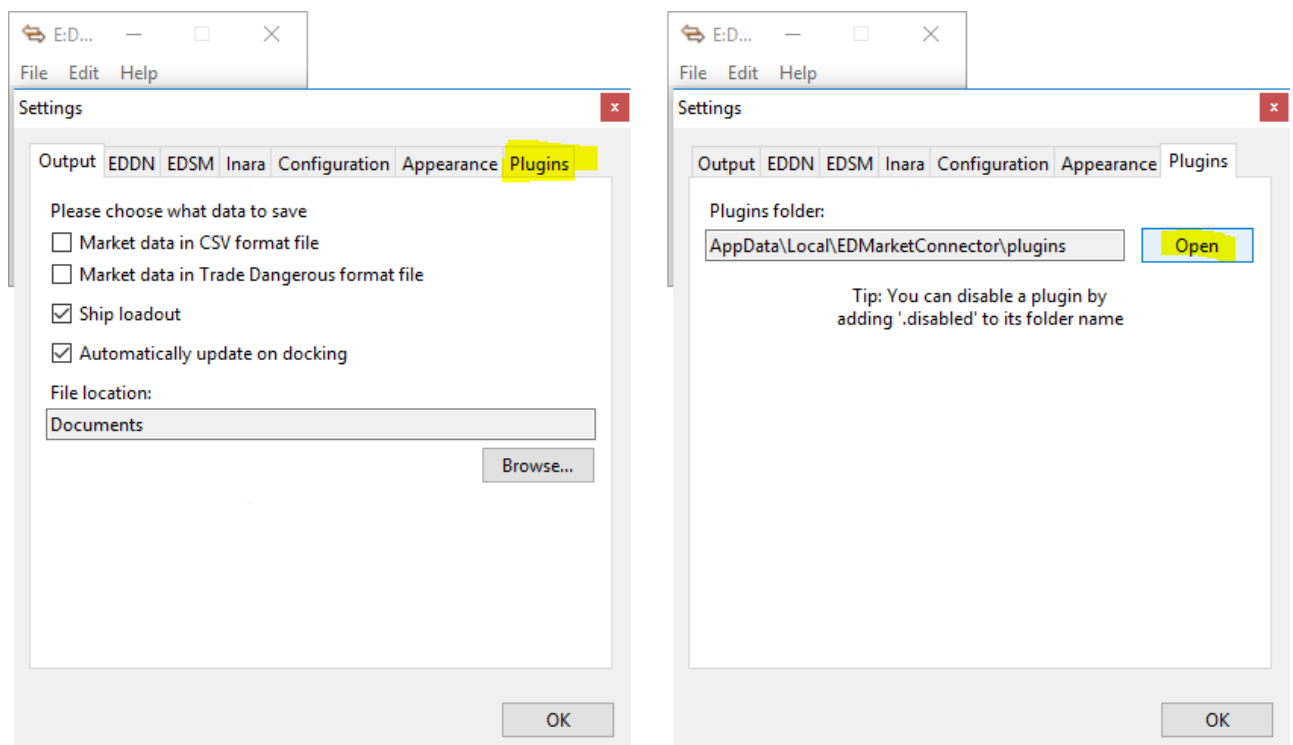 E:D...
File Edit Help
Settings
Output EDDN EDSM Inara Configuration Appearance Plugins
Please choose what data to save
Market data in CSV format file
Market data in Trade Dangerous format file
Ship loadout
Automatically update on docking
File location:
Documents
Browse...
OK
E:D...
File Edit Help
Settings
Output EDDN EDSM Inara Configuration Appearance Plugins
Plugins folder:
AppData\Local\EDMarketConnector\plugins
Open
Tip: You can disable a plugin by
adding '.disabled' to its folder name
OK